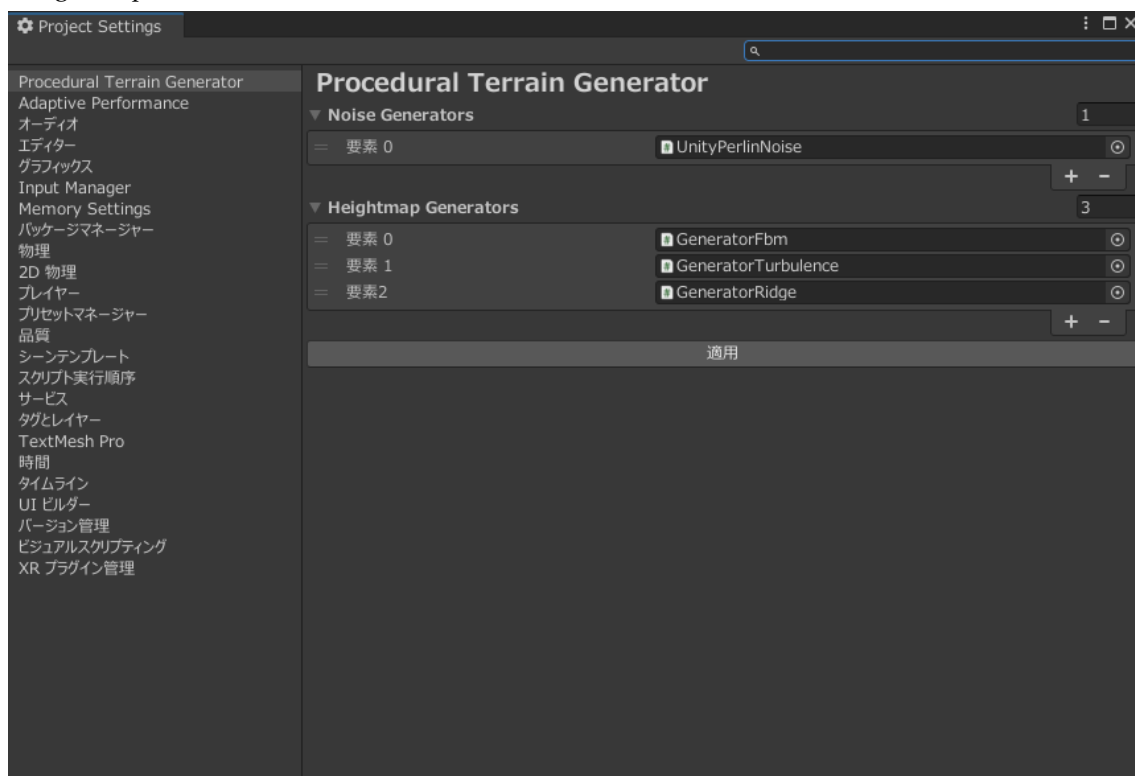 Project Settings
Procedural Terrain Generator
Adaptive Performance
オーディオ
エディター
グラフィックス
Input Manager
Memory Settings
パッケージマネージャー
物理
2D 物理
プレイヤー
プリセットマネージャー
品質
シーンテンプレート
スクリプト実行順序
サービス
タグとレイヤー
TextMesh Pro
時間
タイムライン
UI ビルダー
バージョン管理
ビジュアルスクリプティング
XR プラグイン管理
Procedural Terrain Generator
Noise Generators 1
要素 0 UnityPerlinNoise
+ -
Heightmap Generators 3
要素 0 GeneratorFbm
要素 1 GeneratorTurbulence
要素2 GeneratorRidge
+ -
適用